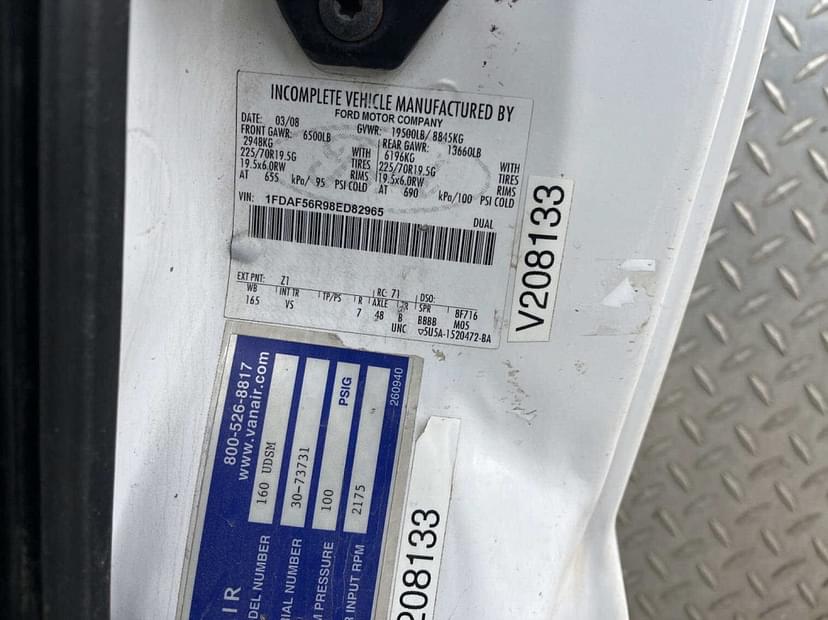 INCOMPLETE VEHICLE MANUFACTURED BY
FORD MOTOR COMPANY
DATE: 03/08 GVWR: 19500LB/ 8845KG
FRONT GAWR: 6500LB REAR GAWR: 13660LB
2948KG WITH 6196KG WITH
225/70R19.5G TIRES 225/70R19.5G TIRES
19.5x6.0RW RIMS 19.5x6.0RW RIMS
AT 655 kPa/ 95 PSI COLD AT 690 kPa/100 PSI COLD
VIN: 1FDAF56R98ED82965 DUAL
EXT PNT: Z1 RC: 71 DSO:
WB INT TR TP/PS R AXLE TR SPR BF716
165 VS 7 48 B BBBB M05
UNC ▽5U5A-1520472-BA
V208133
800-526-8817
www.vanair.com
DEL NUMBER 160 UDSM
IAL NUMBER 30-73731
M PRESSURE 100 PSIG
R INPUT RPM 2175
260940
IR
208133